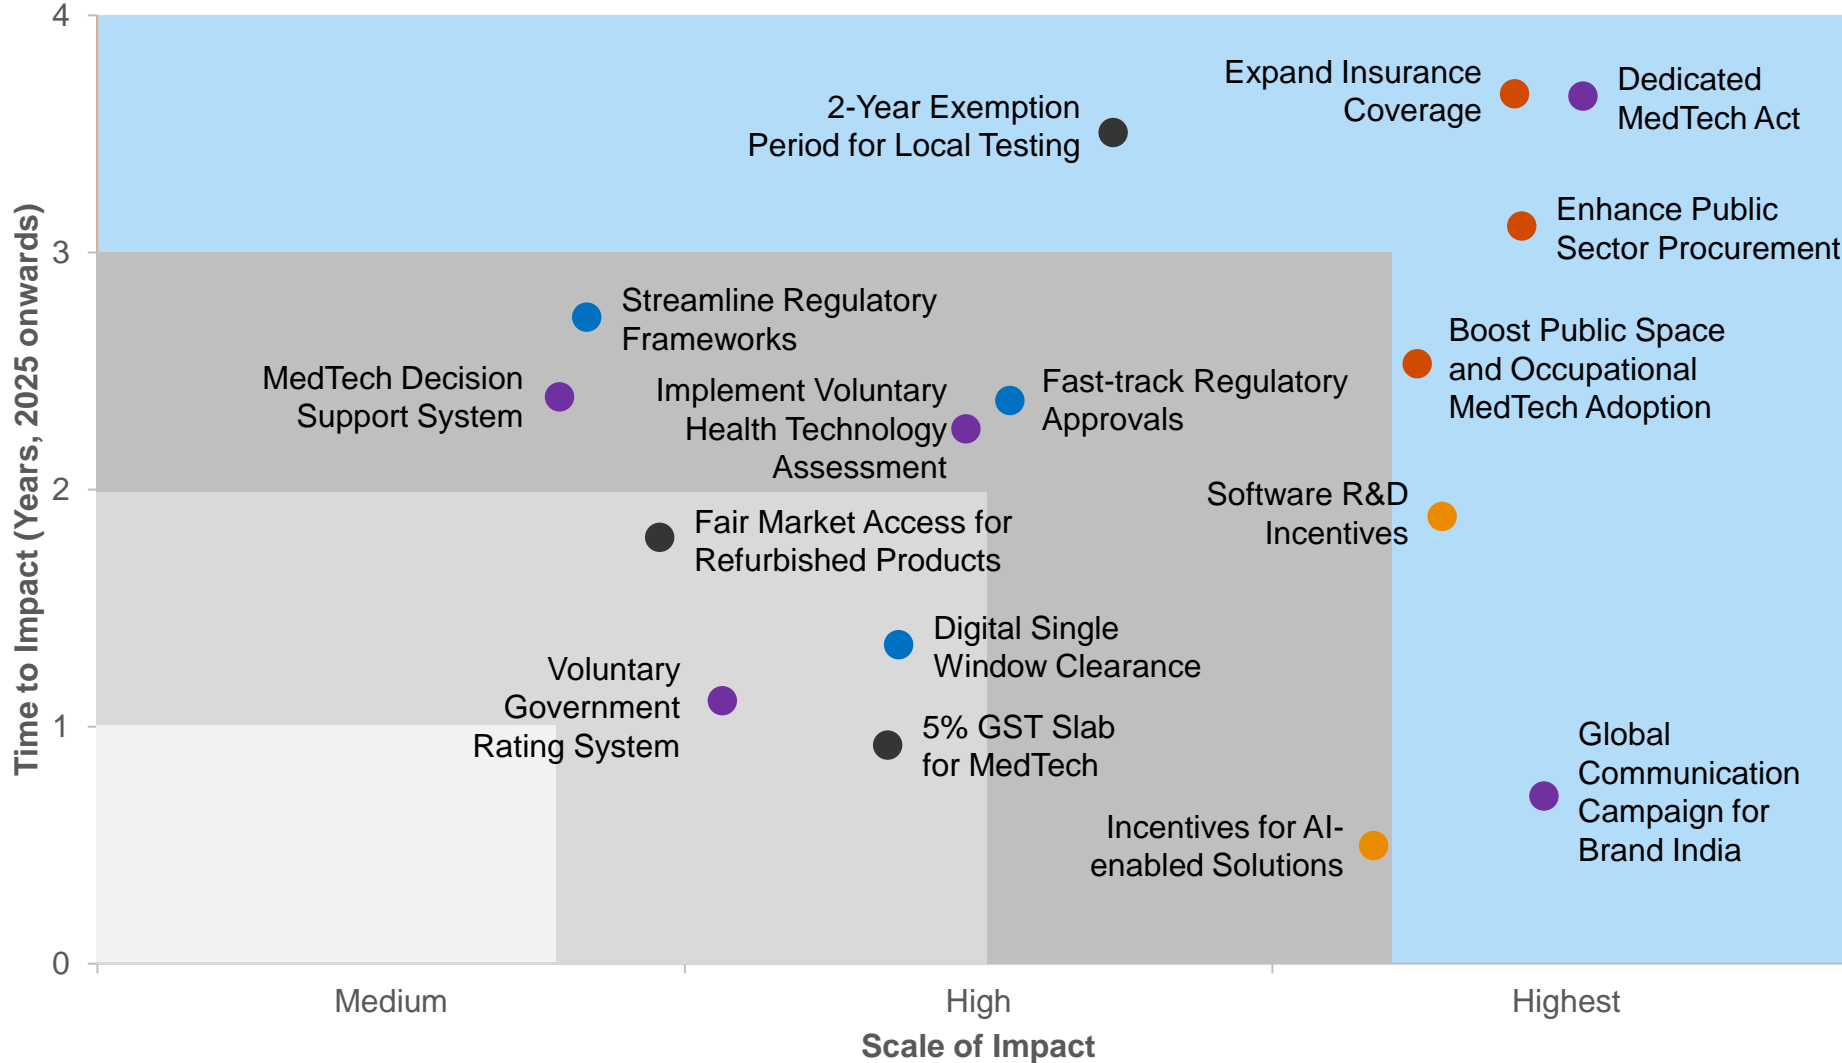 4
3
2
1
0
Time to Impact (Years, 2025 onwards)
Expand Insurance
Coverage
Dedicated
MedTech Act
2-Year Exemption
Period for Local Testing
Enhance Public
Sector Procurement
Streamline Regulatory
Frameworks
Boost Public Space
and Occupational
MedTech Adoption
MedTech Decision
Support System
Implement Voluntary
Health Technology
Assessment
Fast-track Regulatory
Approvals
Software R&D
Incentives
Fair Market Access for
Refurbished Products
Digital Single
Window Clearance
Voluntary
Government
Rating System
5% GST Slab
for MedTech
Global
Communication
Campaign for
Brand India
Incentives for AI-
enabled Solutions
Medium
High
Highest
Scale of Impact